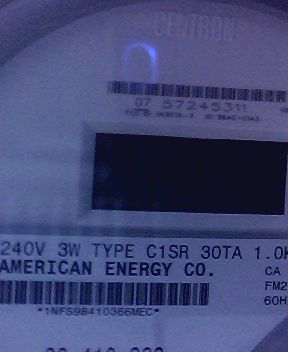 CENTRON
07 57245311
240V 3W TYPE C1SR 30TA 1.0K
AMERICAN ENERGY CO.
CA
FM2
60H
*1NFS98410366MEC*